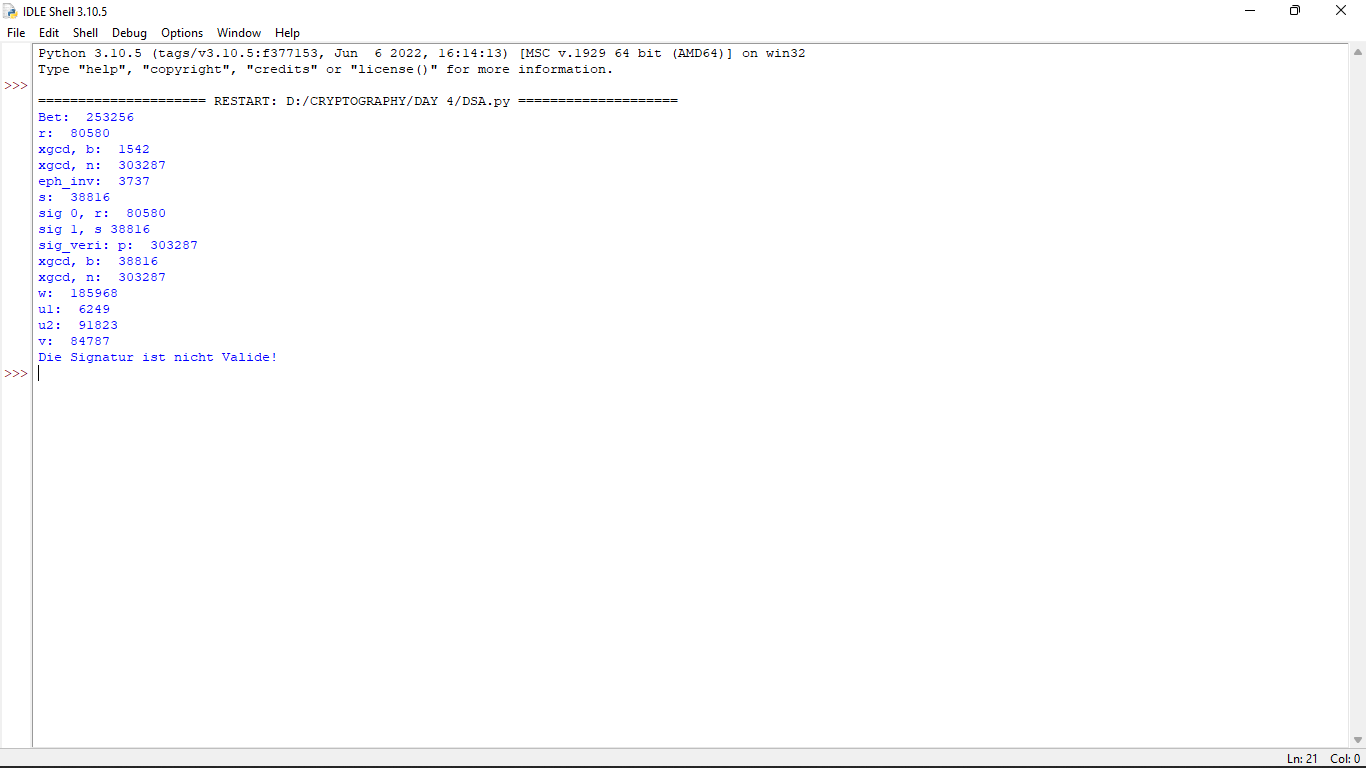 IDLE Shell 3.10.5
File Edit Shell Debug Options Window Help
Python 3.10.5 (tags/v3.10.5:f377153, Jun  6 2022, 16:14:13) [MSC v.1929 64 bit (AMD64)] on win32
Type "help", "copyright", "credits" or "license()" for more information.
>>>
===================== RESTART: D:/CRYPTOGRAPHY/DAY 4/DSA.py ====================
Bet:  253256
r:  80580
xgcd, b:  1542
xgcd, n:  303287
eph_inv:  3737
s:  38816
sig 0, r:  80580
sig 1, s 38816
sig_veri: p:  303287
xgcd, b:  38816
xgcd, n:  303287
w:  185968
u1:  6249
u2:  91823
v:  84787
Die Signatur ist nicht Valide!
>>>
Ln: 21 Col: 0